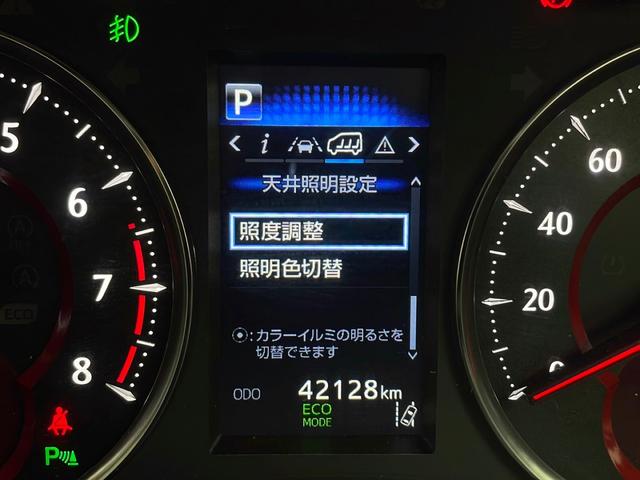 P
i
天井照明設定
照度調整
照明色切替
:カラーイルミの明るさを
切替できます
ODO 42128km
ECO
MODE
5
6
7
8
60
40
20
0
ECO
P